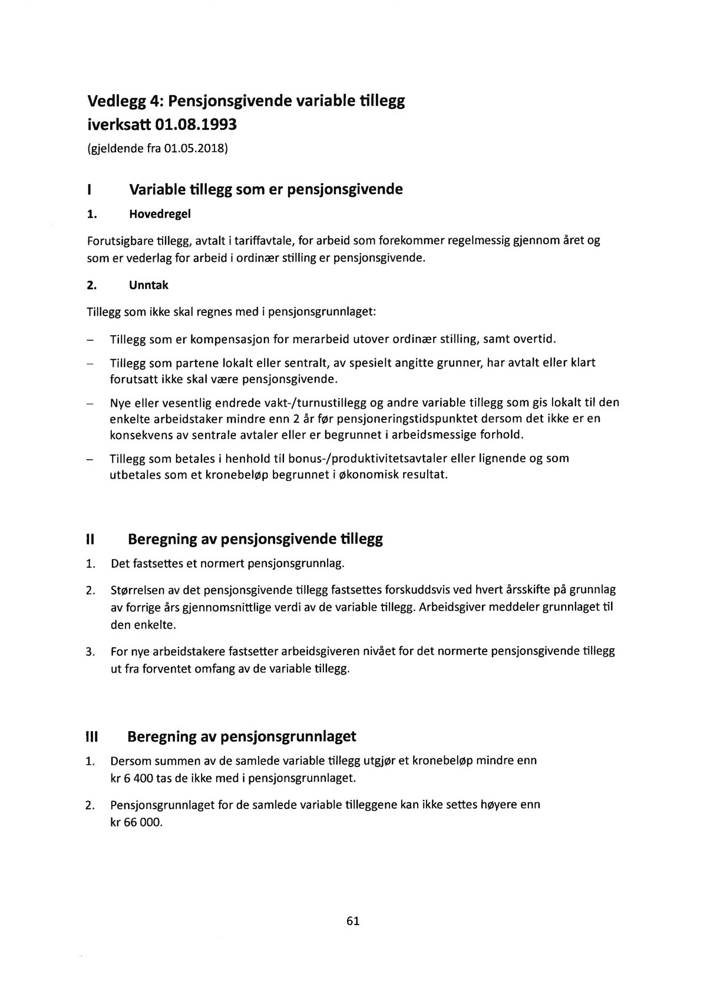 Vedlegg 4: Pensjonsgivende variable tillegg
iverksatt 01.08.1993
(gjeldende fra 01.05.2018)
I Variable tillegg som er pensjonsgivende
1. Hovedregel
Forutsigbare tillegg, avtalt i tariffavtale, for arbeid som forekommer regelmessig gjennom året og
som er vederlag for arbeid i ordinær stilling er pensjonsgivende.
2. Unntak
Tillegg som ikke skal regnes med i pensjonsgrunnlaget:
– Tillegg som er kompensasjon for merarbeid utover ordinær stilling, samt overtid.
– Tillegg som partene lokalt eller sentralt, av spesielt angitte grunner, har avtalt eller klart
forutsatt ikke skal være pensjonsgivende.
– Nye eller vesentlig endrede vakt-/turnustillegg og andre variable tillegg som gis lokalt til den
enkelte arbeidstaker mindre enn 2 år før pensjoneringstidspunktet dersom det ikke er en
konsekvens av sentrale avtaler eller er begrunnet i arbeidsmessige forhold.
– Tillegg som betales i henhold til bonus-/produktivitetsavtaler eller lignende og som
utbetales som et kronebeløp begrunnet i økonomisk resultat.
II Beregning av pensjonsgivende tillegg
1. Det fastsettes et normert pensjonsgrunnlag.
2. Størrelsen av det pensjonsgivende tillegg fastsettes forskuddsvis ved hvert årsskifte på grunnlag
av forrige års gjennomsnittlige verdi av de variable tillegg. Arbeidsgiver meddeler grunnlaget til
den enkelte.
3. For nye arbeidstakere fastsetter arbeidsgiveren nivået for det normerte pensjonsgivende tillegg
ut fra forventet omfang av de variable tillegg.
III Beregning av pensjonsgrunnlaget
1. Dersom summen av de samlede variable tillegg utgjør et kronebeløp mindre enn
kr 6 400 tas de ikke med i pensjonsgrunnlaget.
2. Pensjonsgrunnlaget for de samlede variable tilleggene kan ikke settes høyere enn
kr 66 000.
61